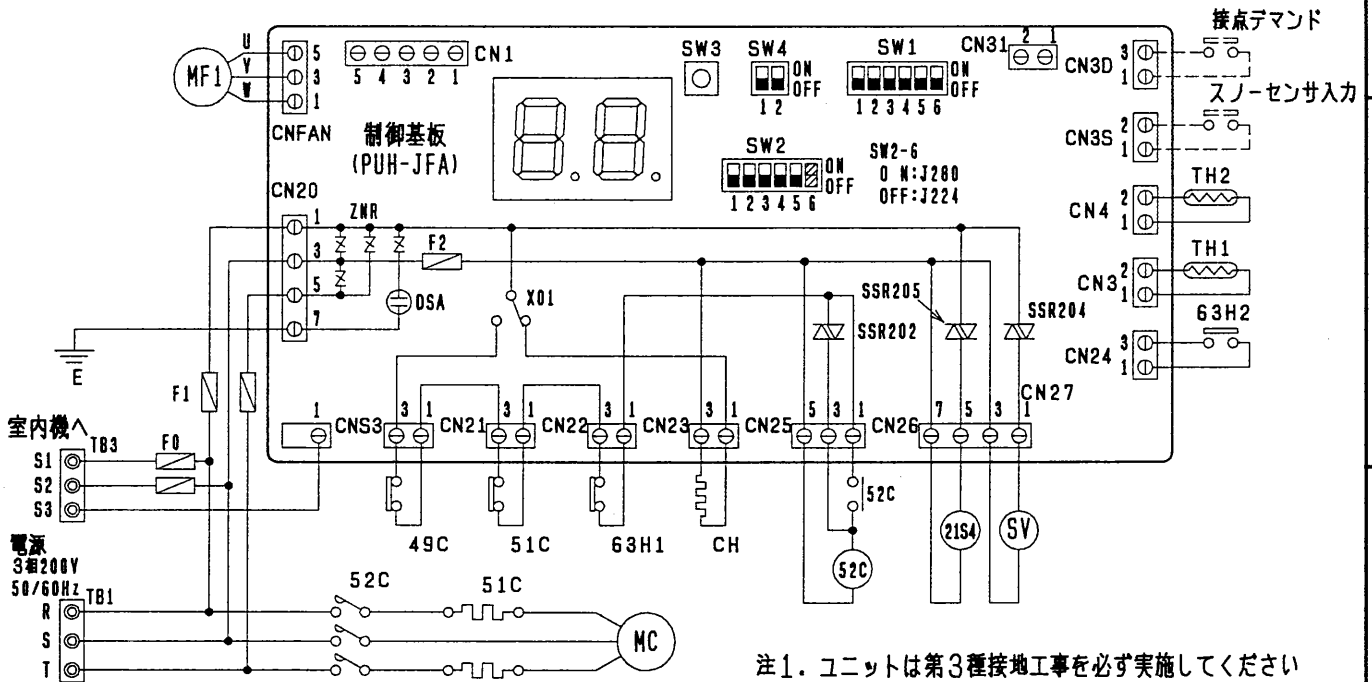 接点デマンド
U
V
W
MF1
5
3
1
CNFAN
CN1
5 4 3 2 1
制御基板
(PUH-JFA)
8.8.
SW3
SW4
ON
OFF
1 2
SW1
ON
OFF
1 2 3 4 5 6
CN31
2 1
3
1
CN3D
スノーセンサ入力
2
1
CN3S
SW2
ON
OFF
1 2 3 4 5 6
SW2-6
ON:J280
OFF:J224
TH2
2
1
CN4
TH1
2
1
CN3
63H2
3
1
CN24
CN20
1
3
5
7
ZNR
F2
DSA
X01
SSR202
SSR205
SSR204
E
F1
1
CNS3
3 1
CN21
3 1
CN22
3 1
CN23
3 1
CN25
5 3 1
CN26
7 5 3 1
CN27
室内機へ
TB3
S1
S2
S3
F0
49C
51C
63H1
CH
52C
52C
21S4
SV
電源
3相200V
50/60Hz
TB1
R
S
T
52C
51C
MC
注1. ユニットは第3種接地工事を必ず実施してください